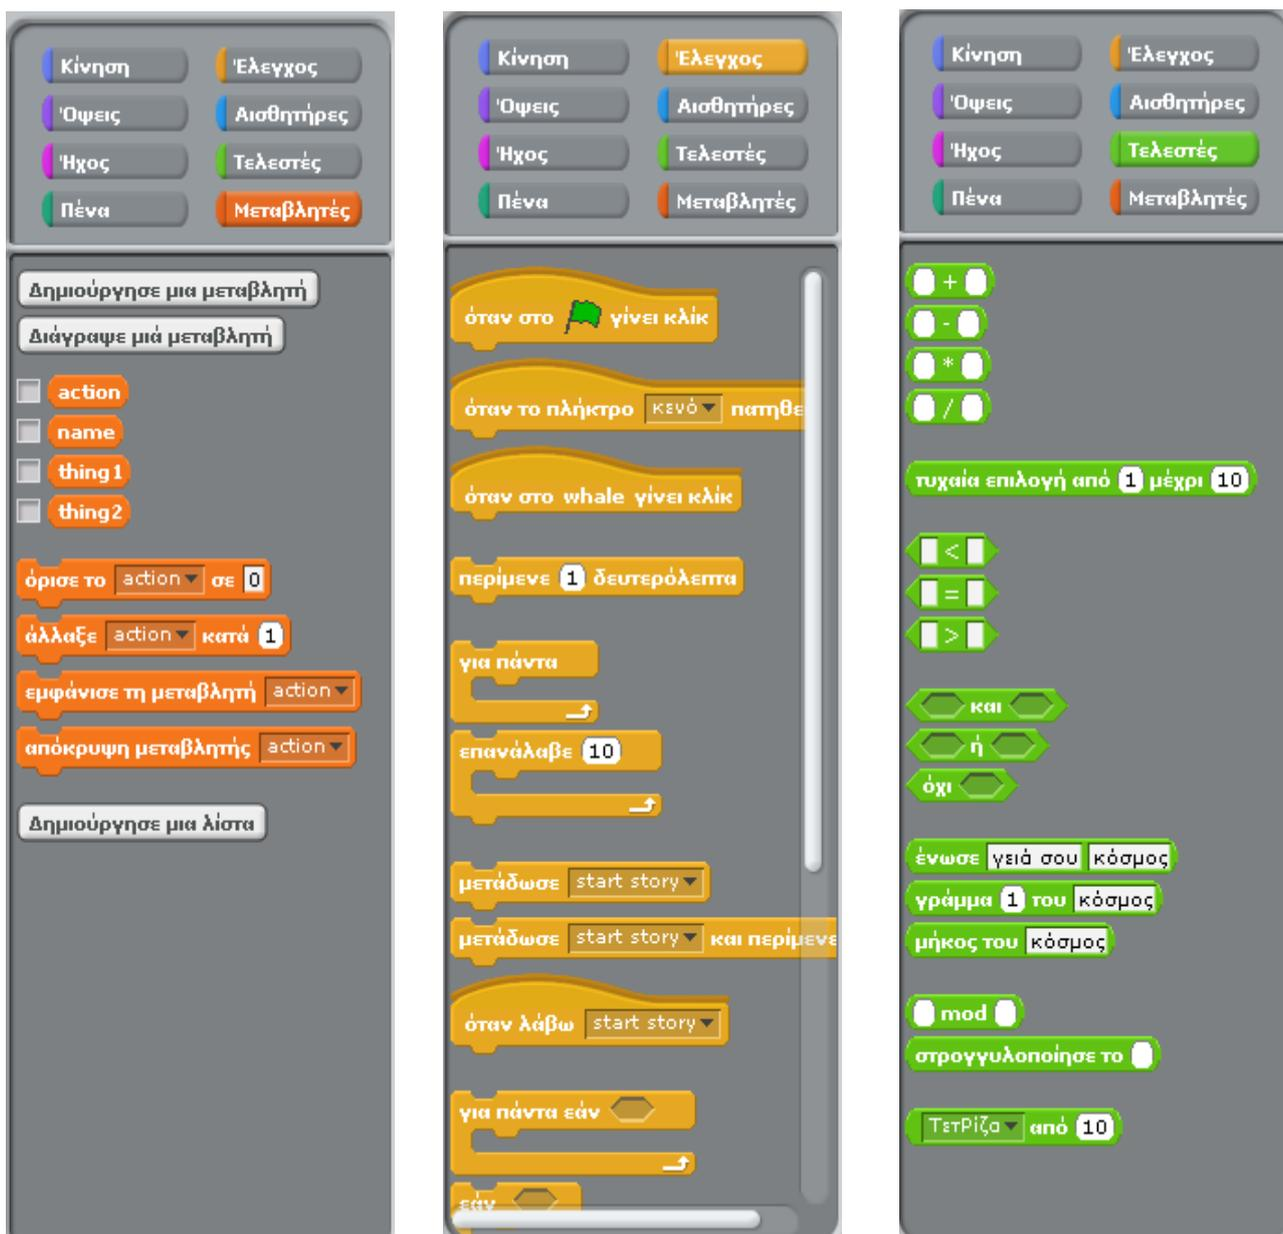 Κίνηση Έλεγχος
Όψεις Αισθητήρες
Ήχος Τελεστές
Πένα Μεταβλητές
Δημιούργησε μια μεταβλητή
Διάγραψε μιά μεταβλητή
action
name
thing1
thing2
όρισε το action σε 0
άλλαξε action κατά 1
εμφάνισε τη μεταβλητή action
απόκρυψη μεταβλητής action
Δημιούργησε μια λίστα
Κίνηση Έλεγχος
Όψεις Αισθητήρες
Ήχος Τελεστές
Πένα Μεταβλητές
όταν στο γίνει κλίκ
όταν το πλήκτρο κενό πατηθε
όταν στο whale γίνει κλίκ
περίμενε 1 δευτερόλεπτα
για πάντα
επανάλαβε 10
μετάδωσε start story
μετάδωσε start story και περίμενε
όταν λάβω start story
για πάντα εάν
εάν
Κίνηση Έλεγχος
Όψεις Αισθητήρες
Ήχος Τελεστές
Πένα Μεταβλητές
+
-
*
/
τυχαία επιλογή από 1 μέχρι 10
<
=
>
και
ή
όχι
ένωσε γειά σου κόσμος
γράμμα 1 του κόσμος
μήκος του κόσμος
mod
στρογγυλοποίησε το
ΤετΡίζα από 10